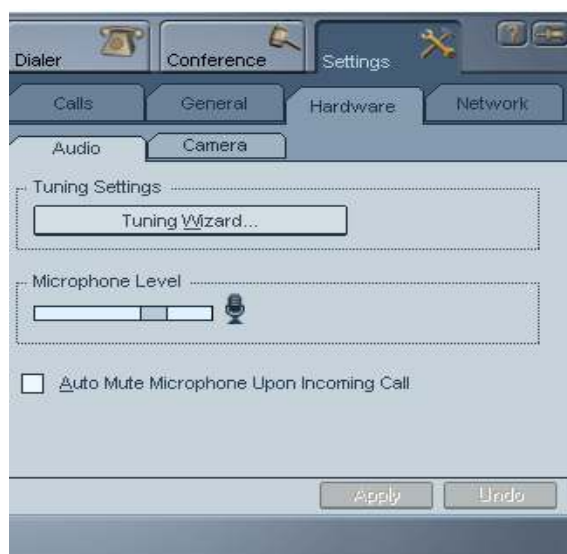 Dialer Conference Settings ?
Calls General Hardware Network
Audio Camera
Tuning Settings
Tuning Wizard...
Microphone Level
Auto Mute Microphone Upon Incoming Call
Apply Undo